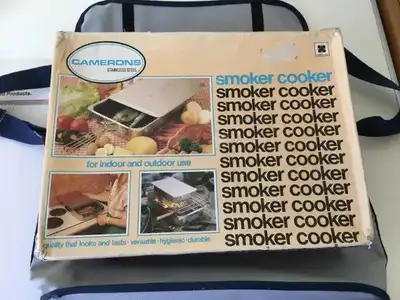 d Products.
CAMERONS
STAINLESS STEEL
smoker cooker
smoker cooker
smoker cooker
smoker cooker
smoker cooker
smoker cooker
smoker cooker
smoker cooker
smoker cooker
smoker cooker
smoker cooker
smoker cooker
for indoor and outdoor use
quality that looks and lasts · versatile · hygienic · durable